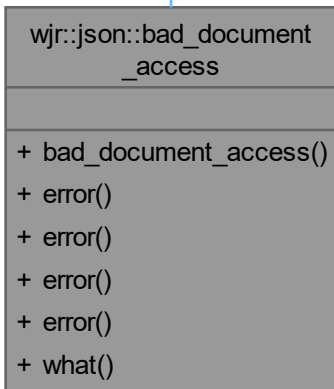 wjr::json::bad_document
_access
+ bad_document_access()
+ error()
+ error()
+ error()
+ error()
+ what()